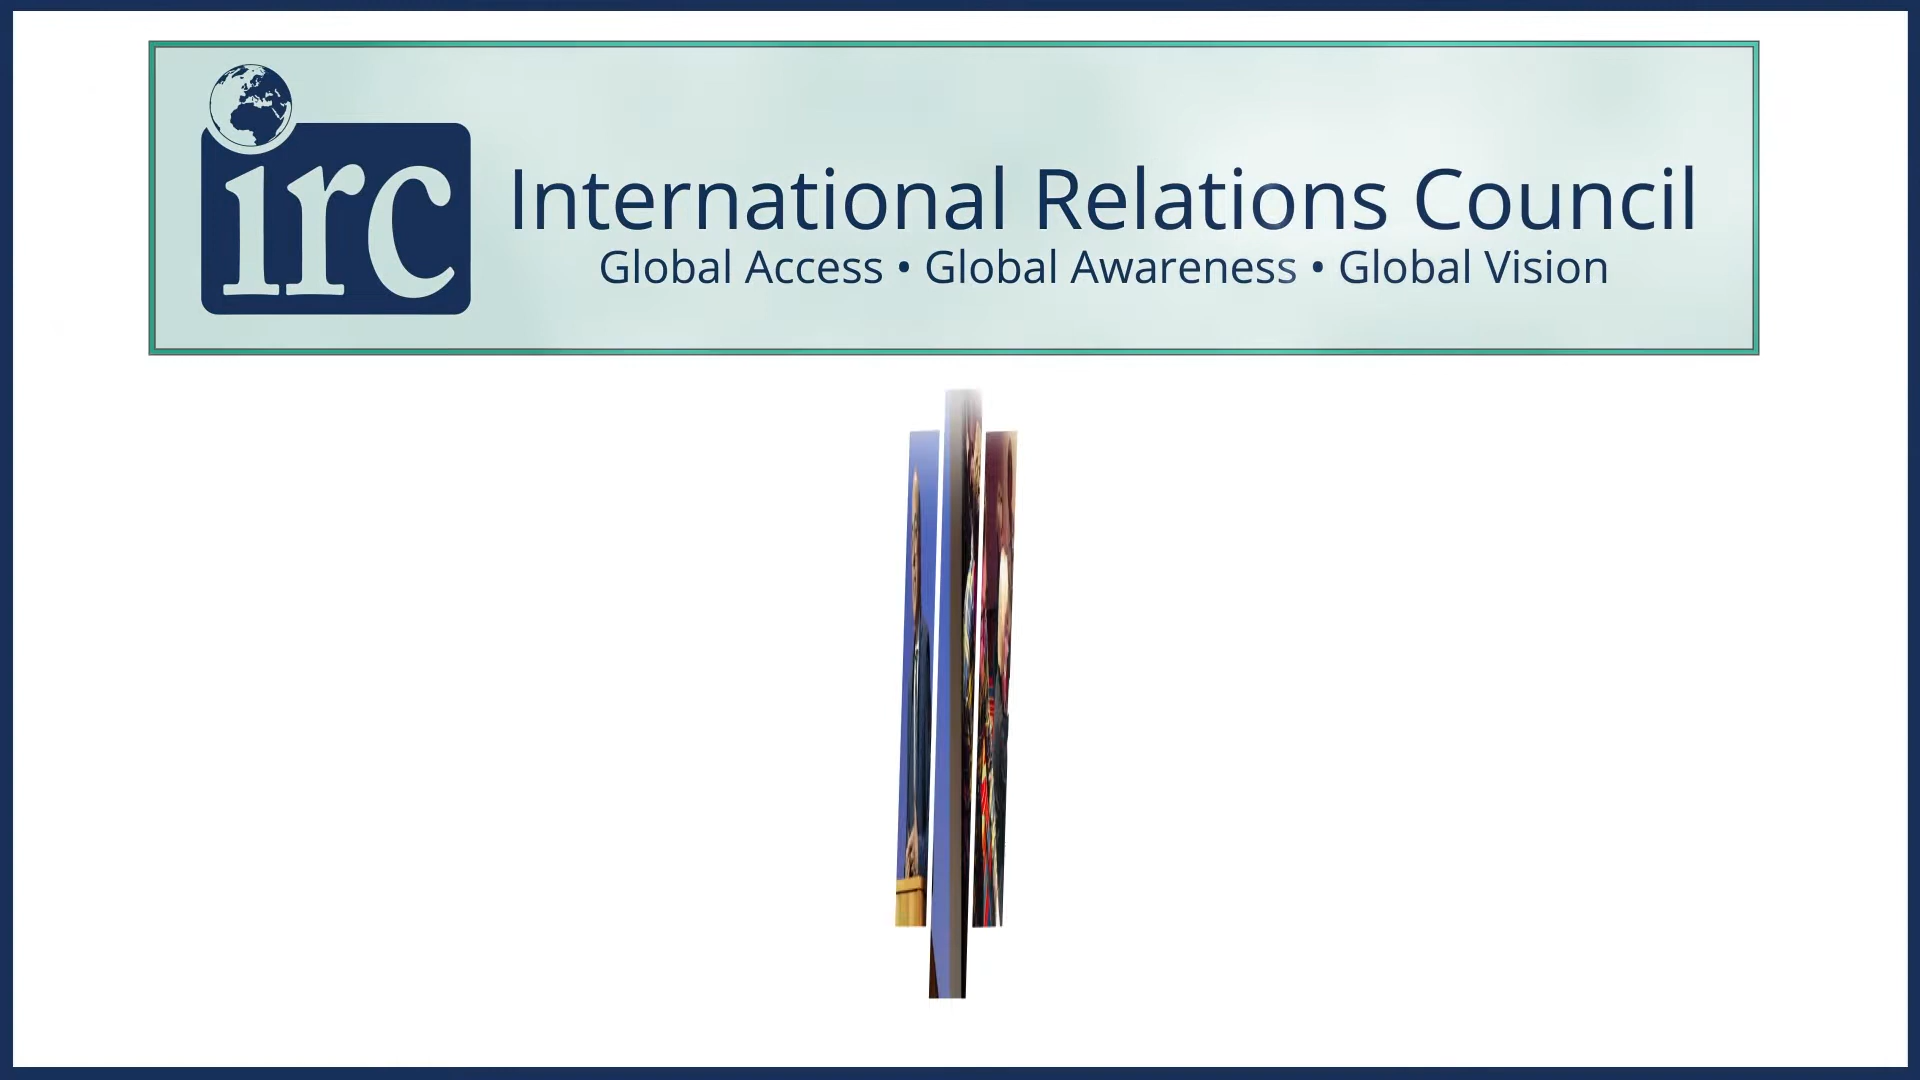 irc
International Relations Council
Global Access • Global Awareness • Global Vision